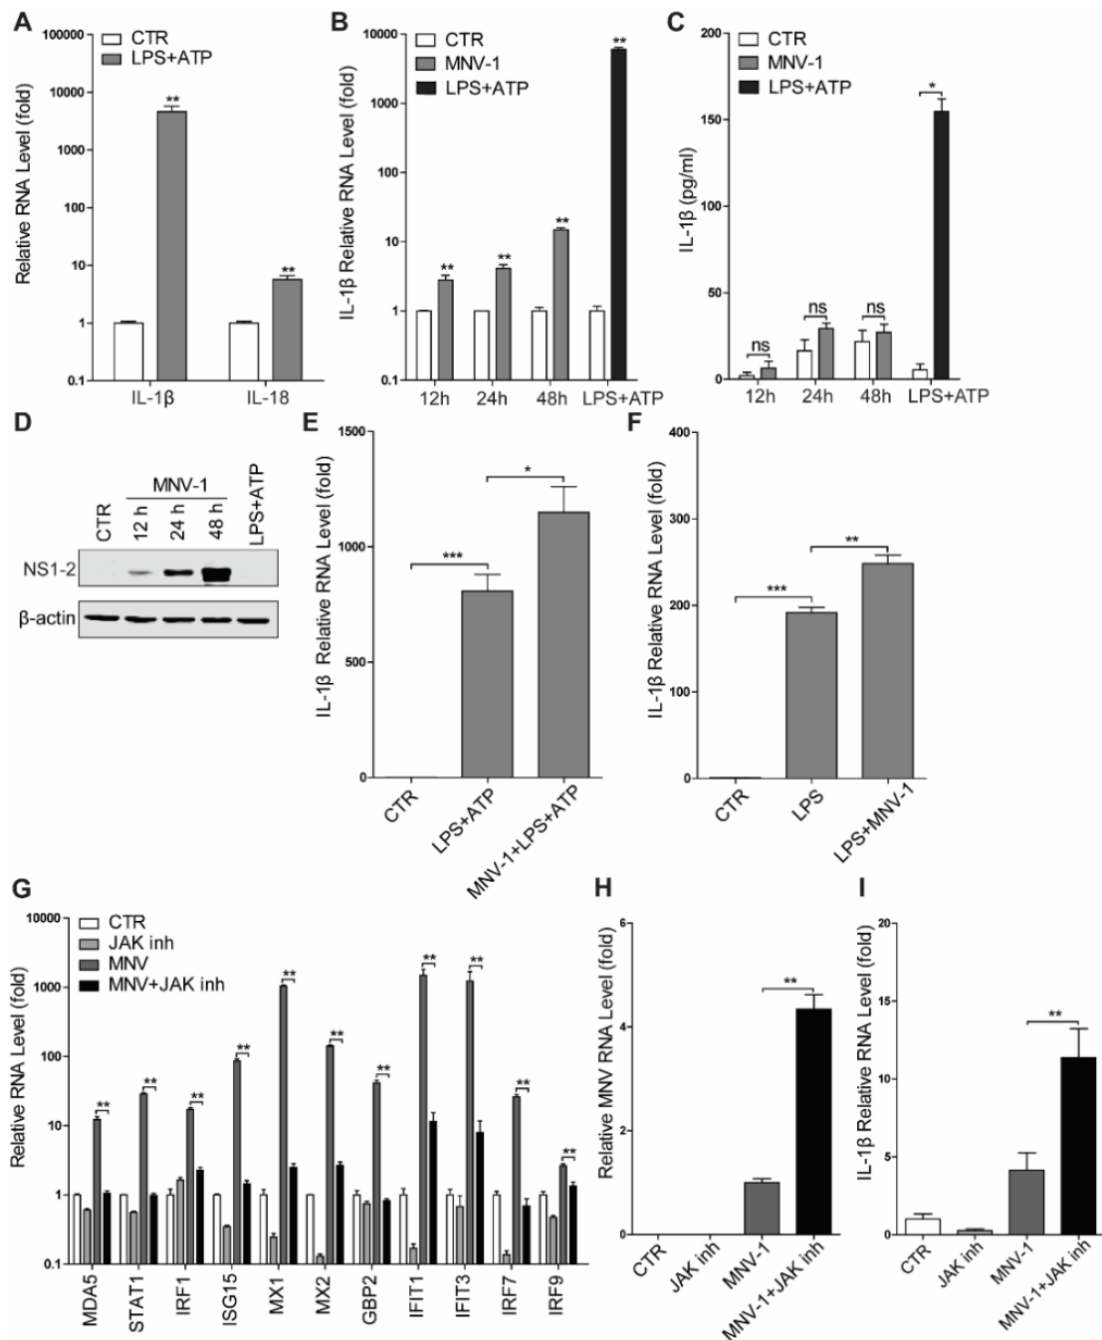 A
CTR
LPS+ATP
Relative RNA Level (fold)
100000
10000
1000
100
10
1
0.1
**
**
IL-1β IL-18
B
CTR
MNV-1
LPS+ATP
IL-1β Relative RNA Level (fold)
10000
1000
100
10
1
0.1
**
**
**
**
12h 24h 48h LPS+ATP
C
CTR
MNV-1
LPS+ATP
IL-1β (pg/ml)
200
150
100
50
0
ns
ns
ns
*
12h 24h 48h LPS+ATP
D
MNV-1
CTR
12 h
24 h
48 h
LPS+ATP
NS1-2
β-actin
E
IL-1β Relative RNA Level (fold)
1500
1000
500
0
***
*
CTR
LPS+ATP
MNV-1+LPS+ATP
F
IL-1β Relative RNA Level (fold)
400
300
200
100
0
***
**
CTR
LPS
LPS+MNV-1
G
CTR
JAK inh
MNV
MNV+JAK inh
Relative RNA Level (fold)
10000
1000
100
10
1
0.1
**
**
**
**
**
**
**
**
**
**
**
MDA5
STAT1
IRF1
ISG15
MX1
MX2
GBP2
IFIT1
IFIT3
IRF7
IRF9
H
Relative MNV RNA Level (fold)
6
4
2
0
**
CTR
JAK inh
MNV-1
MNV-1+JAK inh
I
IL-1β Relative RNA Level (fold)
20
15
10
5
0
**
CTR
JAK inh
MNV-1
MNV-1+JAK inh